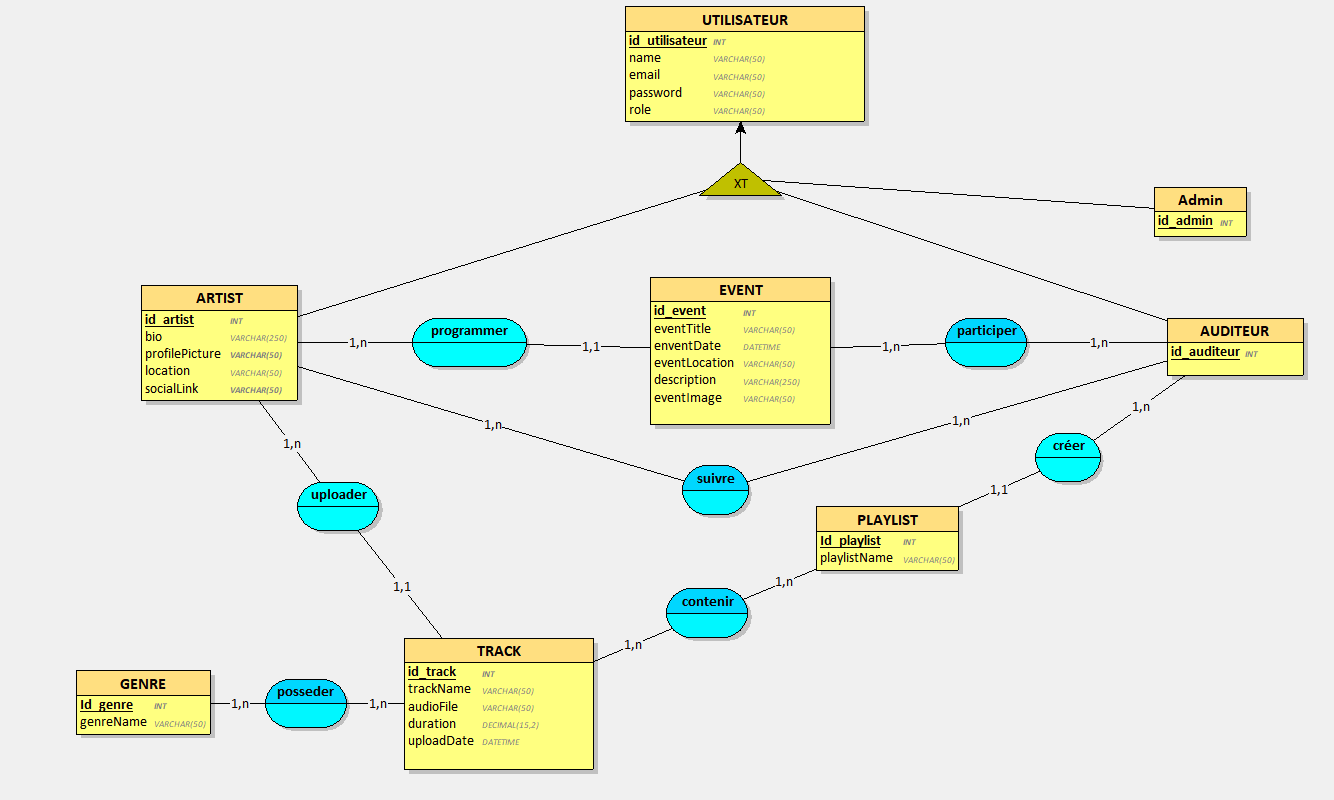 UTILISATEUR
id_utilisateur INT
name VARCHAR(50)
email VARCHAR(50)
password VARCHAR(50)
role VARCHAR(50)
XT
Admin
id_admin INT
ARTIST
id_artist INT
bio VARCHAR(250)
profilePicture VARCHAR(50)
location VARCHAR(50)
socialLink VARCHAR(50)
1,n
programmer
1,1
EVENT
id_event INT
eventTitle VARCHAR(50)
enventDate DATETIME
eventLocation VARCHAR(50)
description VARCHAR(250)
eventImage VARCHAR(50)
1,n
participer
1,n
AUDITEUR
id_auditeur INT
1,n
suivre
1,n
1,n
créer
1,1
1,n
uploader
1,1
PLAYLIST
Id_playlist INT
playlistName VARCHAR(50)
1,n
contenir
1,n
TRACK
id_track INT
trackName VARCHAR(50)
audioFile VARCHAR(50)
duration DECIMAL(15,2)
uploadDate DATETIME
GENRE
Id_genre INT
genreName VARCHAR(50)
1,n
posseder
1,n